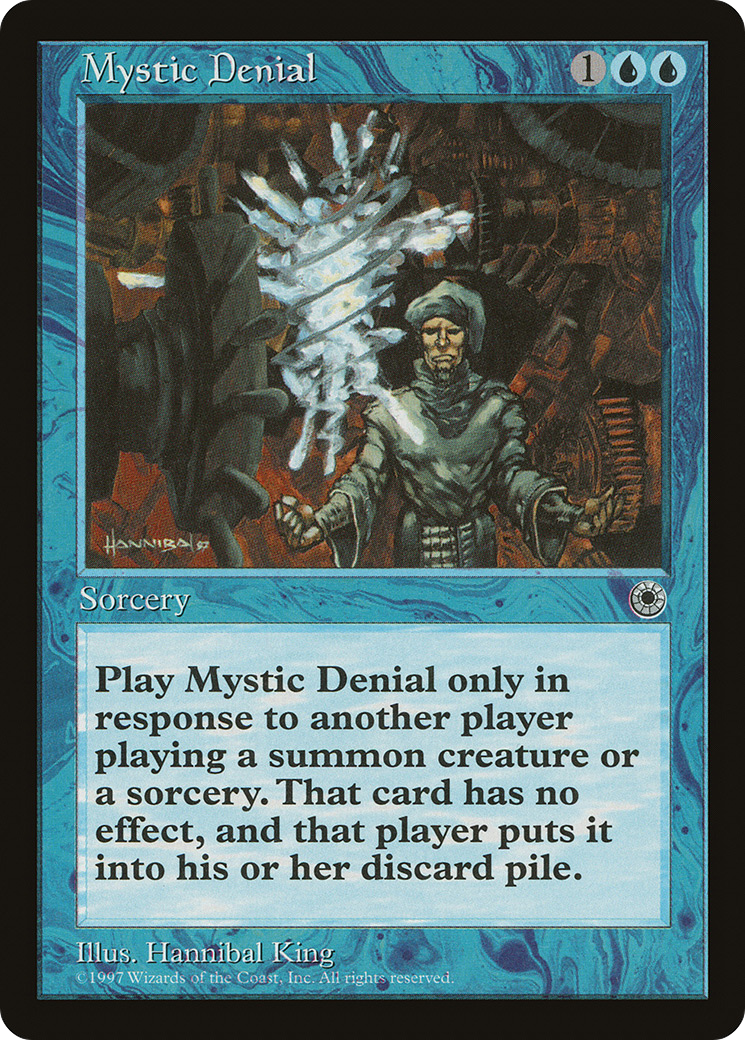 Mystic Denial 1
HANNIBAL 97
Sorcery
Play Mystic Denial only in
response to another player
playing a summon creature or
a sorcery. That card has no
effect, and that player puts it
into his or her discard pile.
Illus. Hannibal King
©1997 Wizards of the Coast, Inc. All rights reserved.